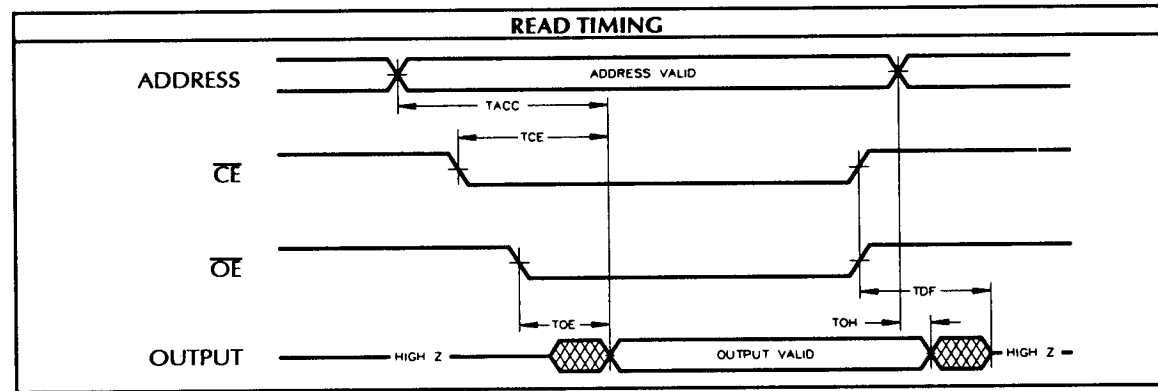 READ TIMING
ADDRESS
ADDRESS VALID
TACC
TCE
CE
OE
TDF
TOE
TOH
OUTPUT
HIGH Z
OUTPUT VALID
HIGH Z